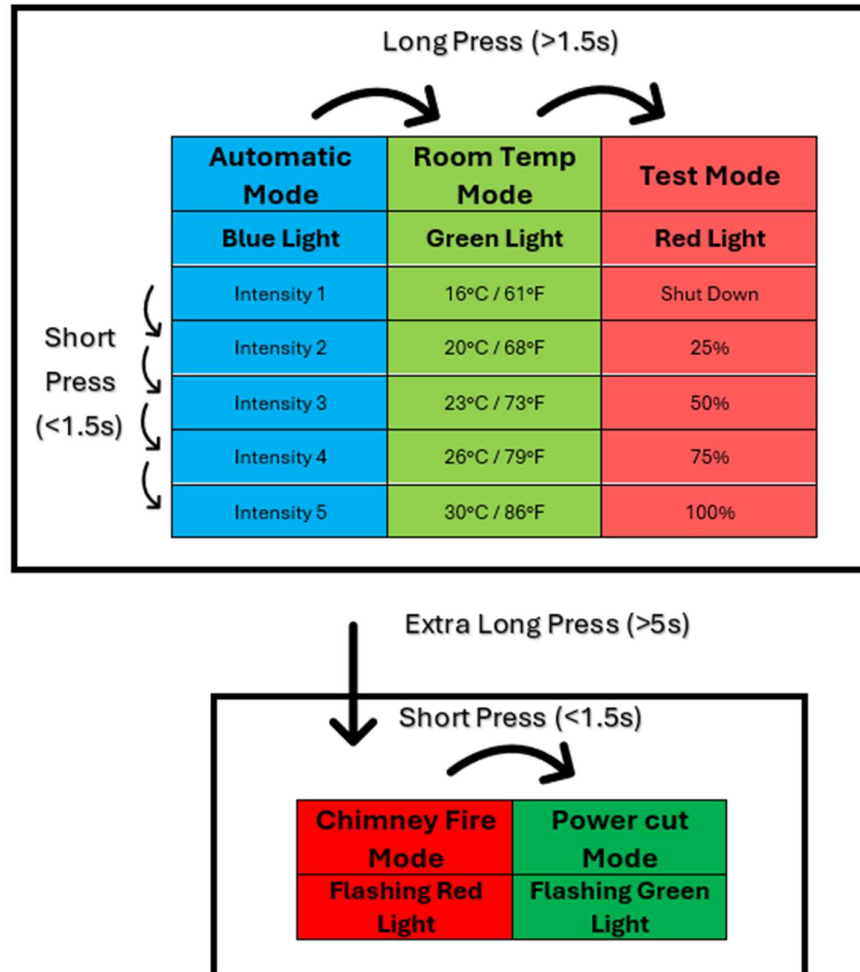 Long Press (>1.5s)
Automatic Mode
Room Temp Mode
Test Mode
Blue Light
Green Light
Red Light
Short Press (<1.5s)
Intensity 1
16°C / 61°F
Shut Down
Intensity 2
20°C / 68°F
25%
Intensity 3
23°C / 73°F
50%
Intensity 4
26°C / 79°F
75%
Intensity 5
30°C / 86°F
100%
Extra Long Press (>5s)
Short Press (<1.5s)
Chimney Fire Mode
Power cut Mode
Flashing Red Light
Flashing Green Light